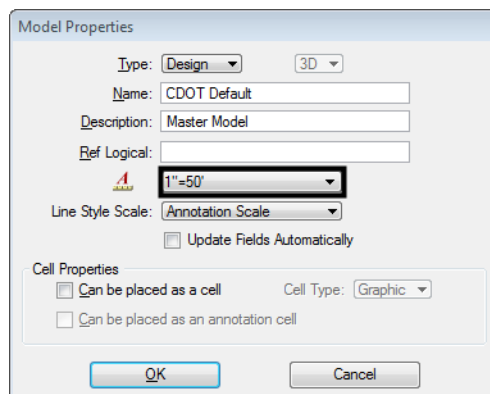 Model Properties
Type: Design 3D
Name: CDOT Default
Description: Master Model
Ref Logical:
A 1"=50'
Line Style Scale: Annotation Scale
Update Fields Automatically
Cell Properties
Can be placed as a cell Cell Type: Graphic
Can be placed as an annotation cell
OK Cancel